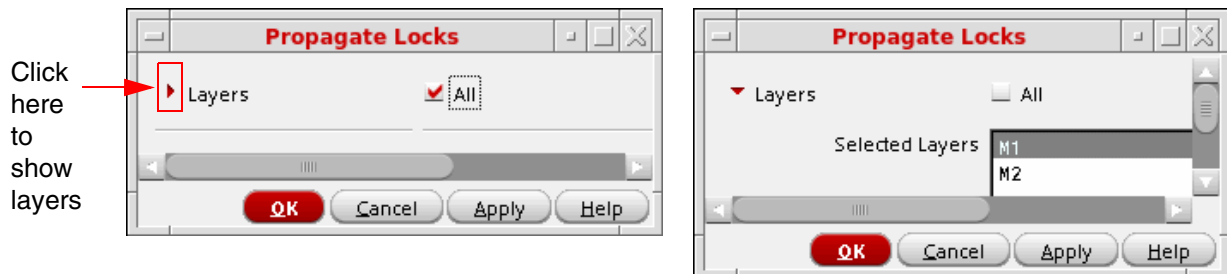 Click
here
to
show
layers
Propagate Locks
Layers
All
OK
Cancel
Apply
Help
Propagate Locks
Layers
All
Selected Layers
M1
M2
OK
Cancel
Apply
Help